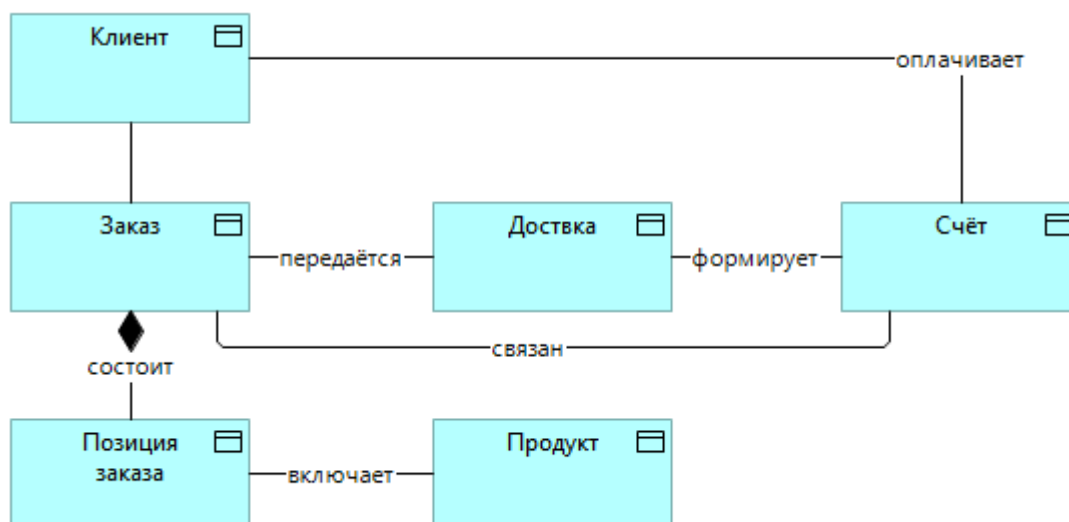 Клиент
оплачивает
Заказ
передаётся
Доствка
формирует
Счёт
связан
состоит
Позиция
заказа
включает
Продукт